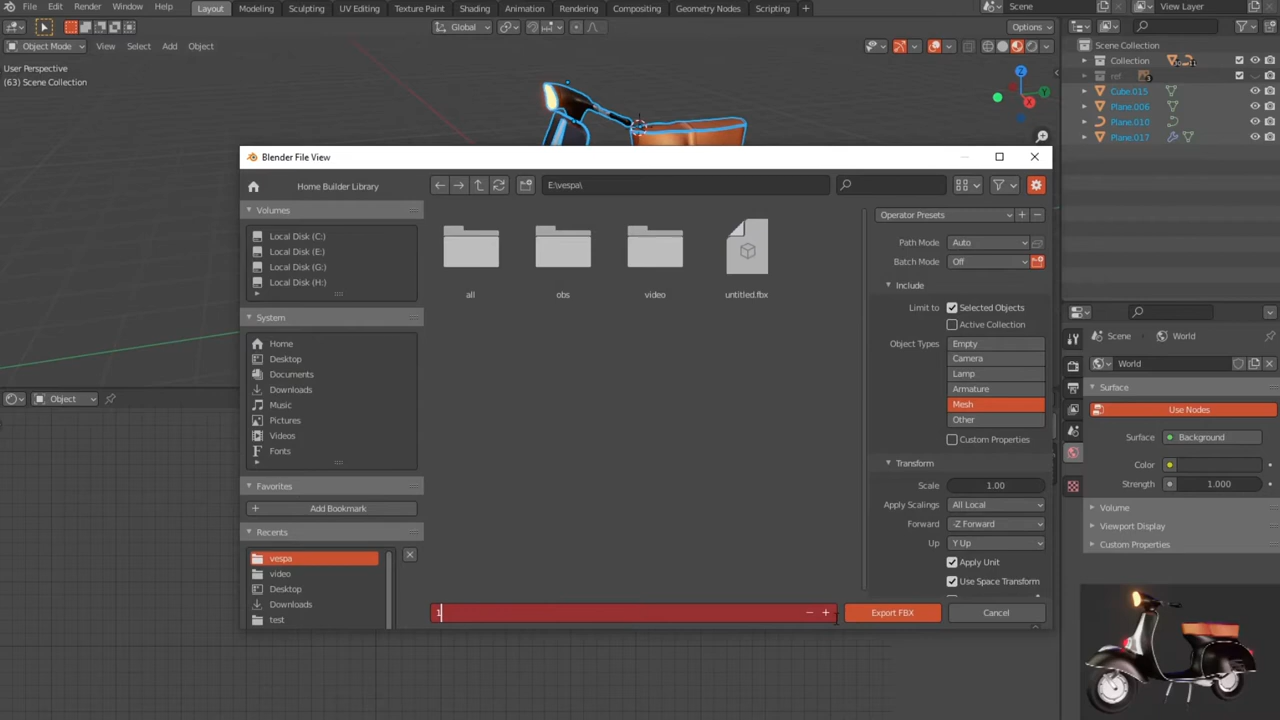 File Edit Render Window Help Layout Modeling Sculpting UV Editing Texture Paint Shading Animation Rendering Compositing Geometry Nodes Scripting + Scene View Layer
Global Options
Object Mode View Select Add Object
User Perspective
(63) Scene Collection
Scene Collection
Collection
ref 3
Cube.015
Plane.006
Plane.010
Plane.017
Z
Y
X
Blender File View
Home Builder Library
E:\vespa\
Volumes
Local Disk (C:)
Local Disk (E:)
Local Disk (G:)
Local Disk (H:)
System
Home
Desktop
Documents
Downloads
Music
Pictures
Videos
Fonts
Favorites
Add Bookmark
Recents
vespa
video
Desktop
Downloads
test
all obs video untitled.fbx
Operator Presets
Path Mode Auto
Batch Mode Off
Include
Limit to Selected Objects
Active Collection
Object Types Empty
Camera
Lamp
Armature
Mesh
Other
Custom Properties
Transform
Scale 1.00
Apply Scalings All Local
Forward -Z Forward
Up Y Up
Apply Unit
Use Space Transform
1 Export FBX Cancel
Object
Scene World
World
Surface
Use Nodes
Surface Background
Color
Strength 1.000
Volume
Viewport Display
Custom Properties